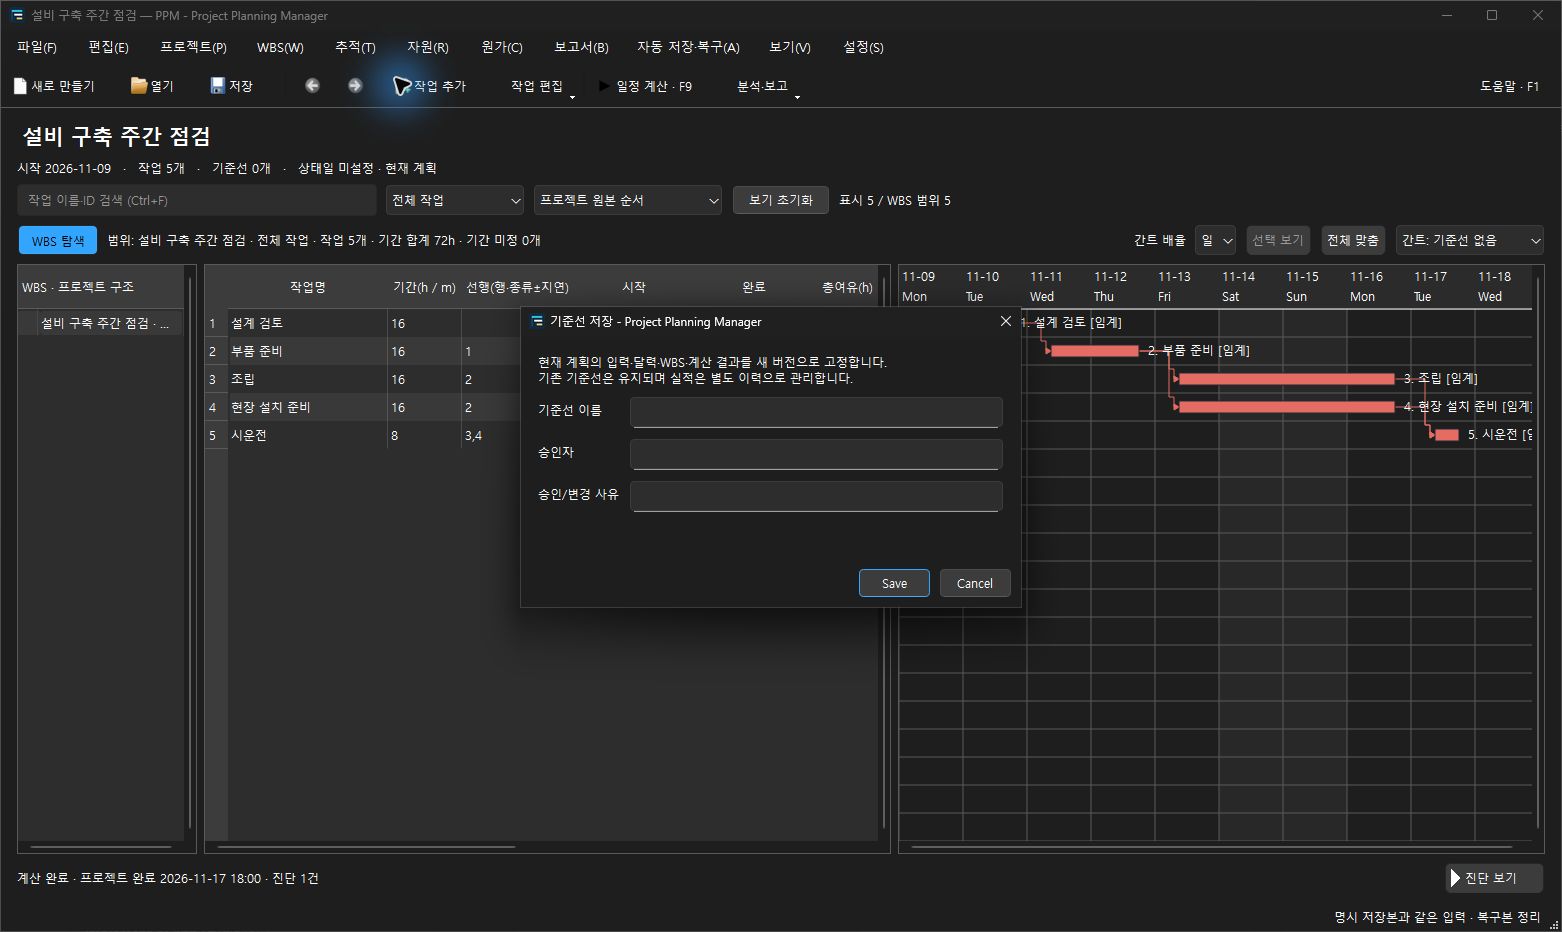 설비 구축 주간 점검 — PPM - Project Planning Manager
파일(F) 편집(E) 프로젝트(P) WBS(W) 추적(T) 자원(R) 원가(C) 보고서(B) 자동 저장·복구(A) 보기(V) 설정(S)
새로 만들기 열기 저장 작업 추가 작업 편집 일정 계산 · F9 분석·보고 도움말 · F1
설비 구축 주간 점검
시작 2026-11-09 · 작업 5개 · 기준선 0개 · 상태일 미설정 · 현재 계획
작업 이름·ID 검색 (Ctrl+F) 전체 작업 프로젝트 원본 순서 보기 초기화 표시 5 / WBS 범위 5
WBS 탐색 범위: 설비 구축 주간 점검 · 전체 작업 · 작업 5개 · 기간 합계 72h · 기간 미정 0개 간트 배율 일 선택 보기 전체 맞춤 간트: 기준선 없음
WBS · 프로젝트 구조
설비 구축 주간 점검 · ...
작업명 기간(h / m) 선행(행·종류±지연) 시작 완료 총여유(h)
1 설계 검토 16
2 부품 준비 16 1
3 조립 16 2
4 현장 설치 준비 16 2
5 시운전 8 3,4
11-09 11-10 11-11 11-12 11-13 11-14 11-15 11-16 11-17 11-18
Mon Tue Wed Thu Fri Sat Sun Mon Tue Wed
1. 설계 검토 [임계]
2. 부품 준비 [임계]
3. 조립 [임계]
4. 현장 설치 준비 [임계]
5. 시운전 [임
기준선 저장 - Project Planning Manager
현재 계획의 입력·달력·WBS·계산 결과를 새 버전으로 고정합니다.
기존 기준선은 유지되며 실적은 별도 이력으로 관리합니다.
기준선 이름
승인자
승인/변경 사유
Save Cancel
계산 완료 · 프로젝트 완료 2026-11-17 18:00 · 진단 1건 진단 보기
명시 저장본과 같은 입력 · 복구본 정리